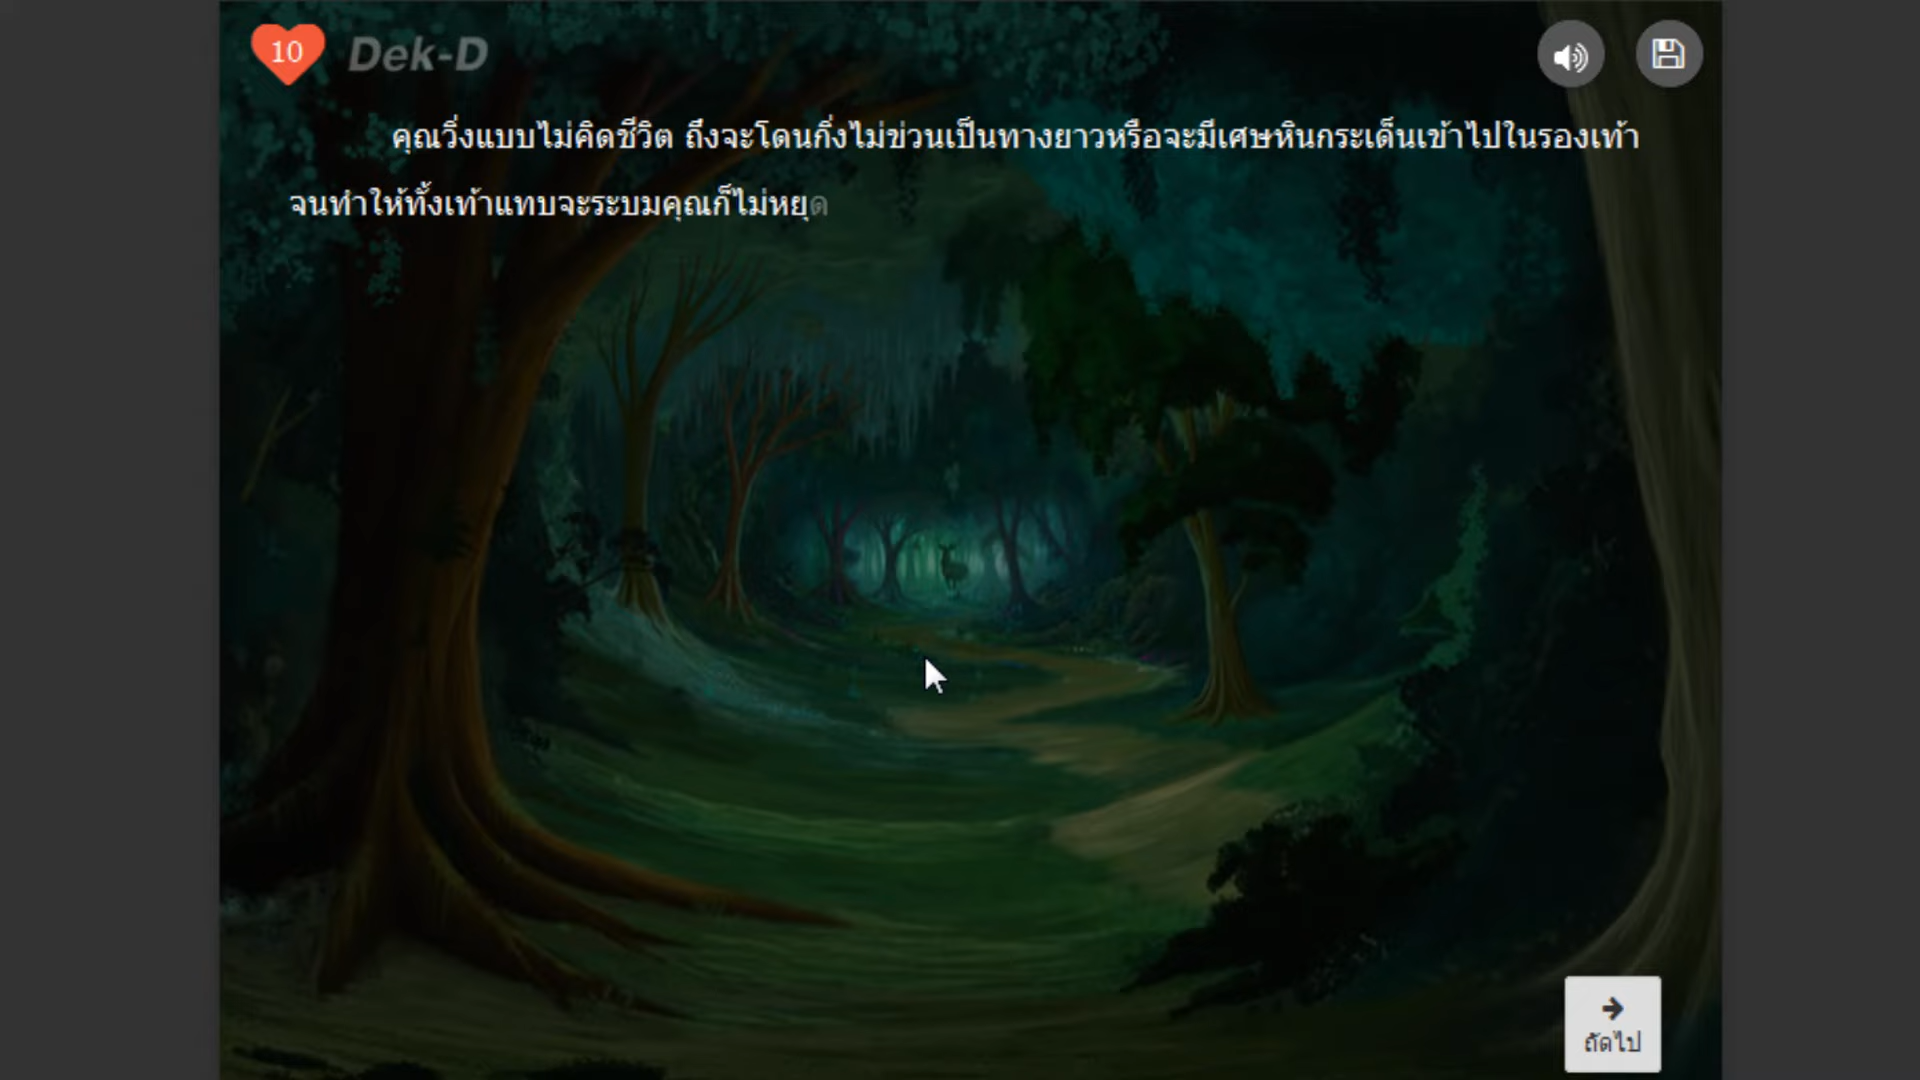 10 Dek-D
คุณวิ่งแบบไม่คิดชีวิต ถึงจะโดนกิ่งไม่ข่วนเป็นทางยาวหรือจะมีเศษหินกระเด็นเข้าไปในรองเท้า
จนทำให้ทั้งเท้าแทบจะระบมคุณก็ไม่หยุด
ถัดไป